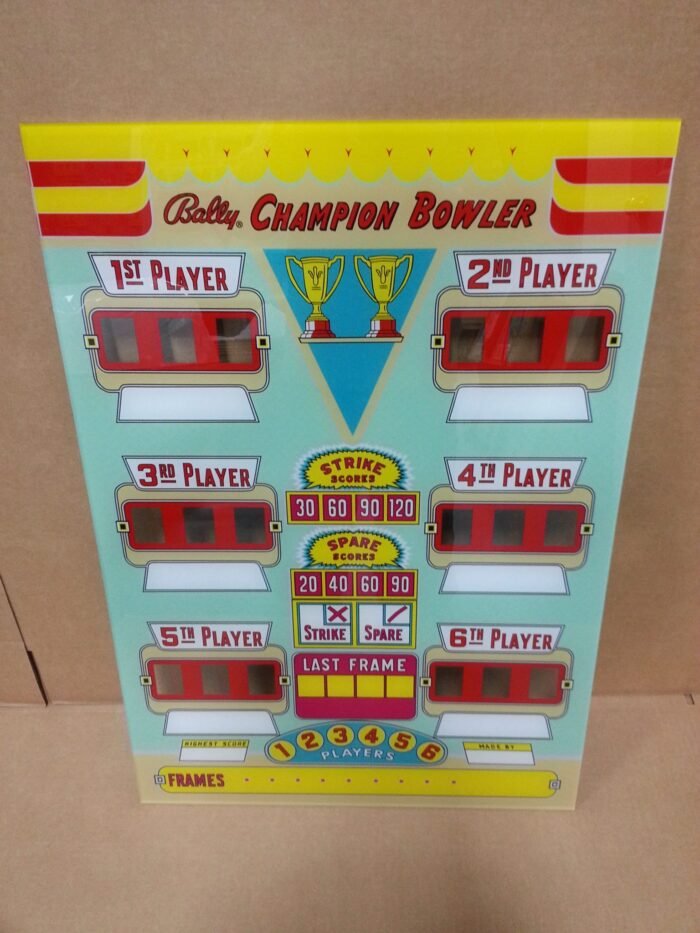 Bally® CHAMPION BOWLER
1ST PLAYER
2ND PLAYER
3RD PLAYER
STRIKE
SCORES
30 60 90 120
4TH PLAYER
SPARE
SCORES
20 40 60 90
STRIKE SPARE
5TH PLAYER
LAST FRAME
6TH PLAYER
HIGHEST SCORE
1 2 3 4 5 6
PLAYERS
MADE BY
FRAMES